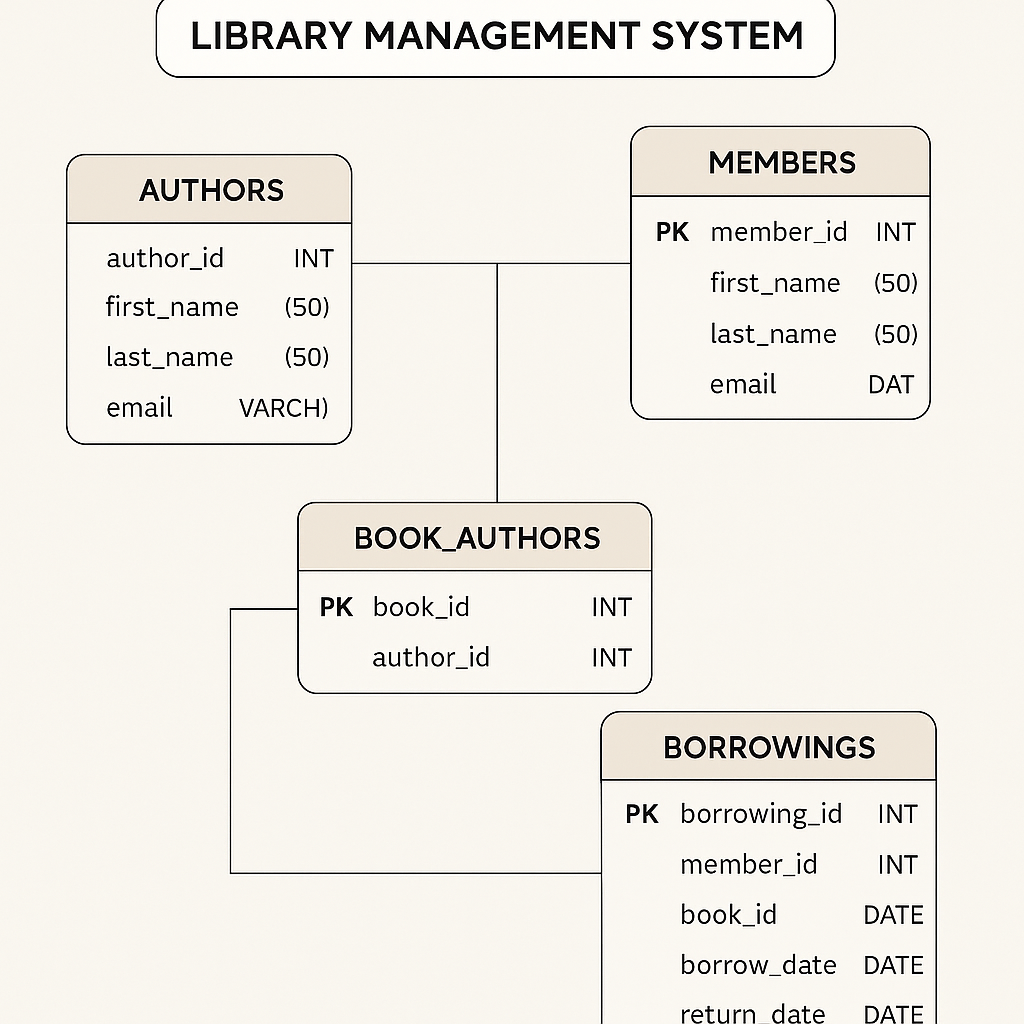 LIBRARY MANAGEMENT SYSTEM
AUTHORS
author_id INT
first_name (50)
last_name (50)
email VARCH)
MEMBERS
PK member_id INT
first_name (50)
last_name (50)
email DAT
BOOK_AUTHORS
PK book_id INT
author_id INT
BORROWINGS
PK borrowing_id INT
member_id INT
book_id DATE
borrow_date DATE
return_date DATE